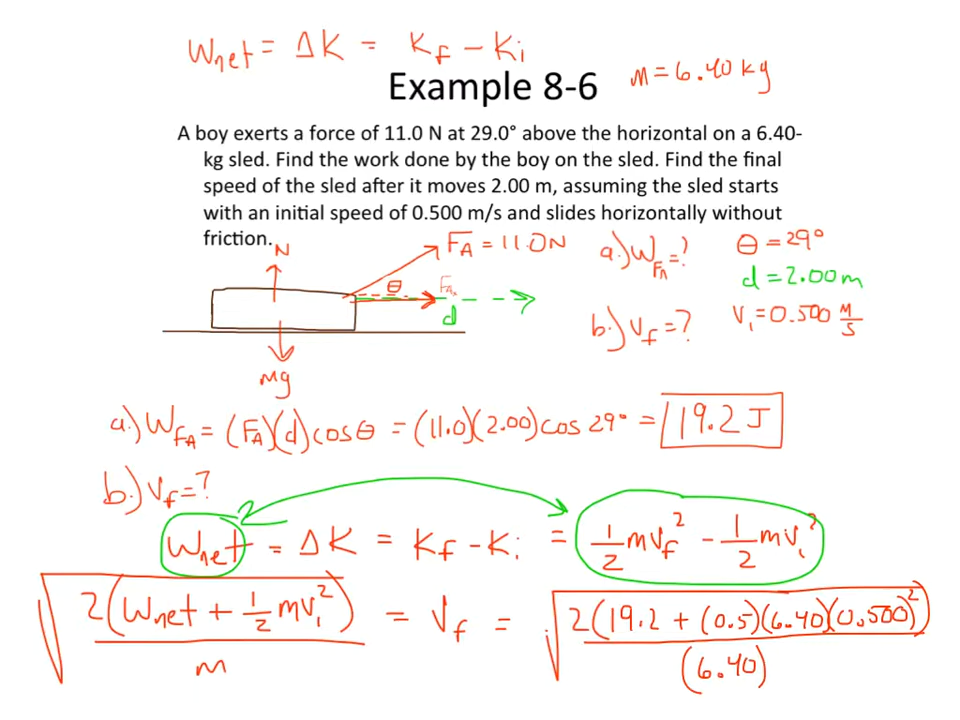 Wnet = ΔK = Kf - Ki
Example 8-6
m = 6.40 kg
A boy exerts a force of 11.0 N at 29.0° above the horizontal on a 6.40-
kg sled. Find the work done by the boy on the sled. Find the final
speed of the sled after it moves 2.00 m, assuming the sled starts
with an initial speed of 0.500 m/s and slides horizontally without
friction.
N
FA = 11.0N
a.) WFA = ?
θ = 29°
θ
FAx
d
d = 2.00 m
b.) Vf = ?
Vi = 0.500 M/S
Mg
a.) WFA = (FA)(d)cosθ = (11.0)(2.00)cos 29° = 19.2 J
b.) Vf = ?
Wnet = ΔK = Kf - Ki = 1/2 mVf² - 1/2 mVi²
√(2(Wnet + 1/2 mVi²)/m) = Vf = √(2(19.2 + (0.5)(6.40)(0.500)²)/(6.40))